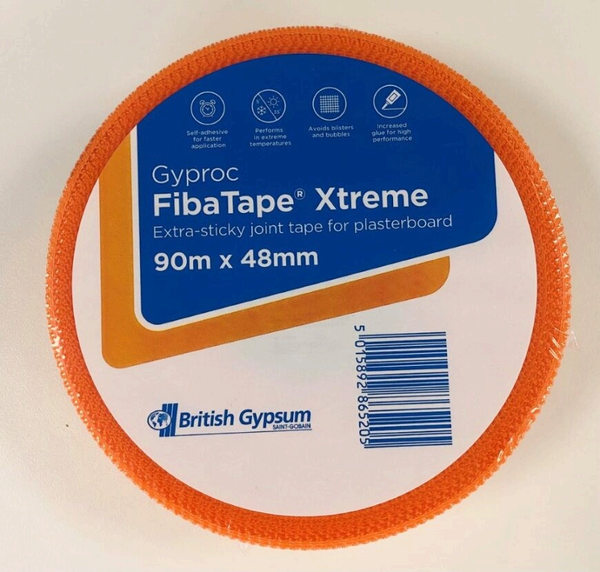 Self-adhesive
for faster
application
Performs
in extreme
temperatures
Avoids blisters
and bubbles
Increased
glue for high
performance
Gyproc
FibaTape® Xtreme
Extra-sticky joint tape for plasterboard
90m x 48mm
5 015892 865205
British Gypsum
SAINT-GOBAIN